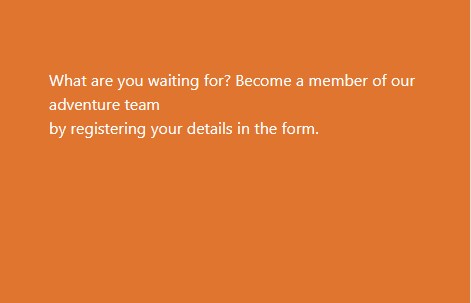 What are you waiting for? Become a member of our
adventure team
by registering your details in the form.